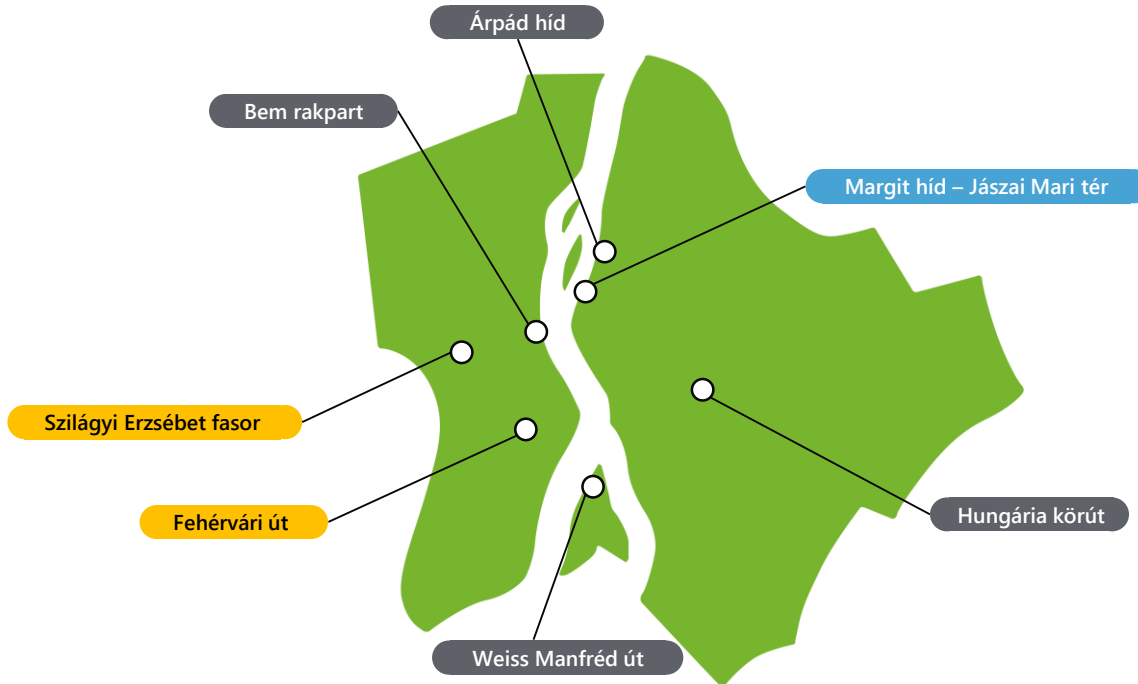 Árpád híd
Bem rakpart
Margit híd – Jászai Mari tér
Szilágyi Erzsébet fasor
Fehérvári út
Hungária körút
Weiss Manfréd út